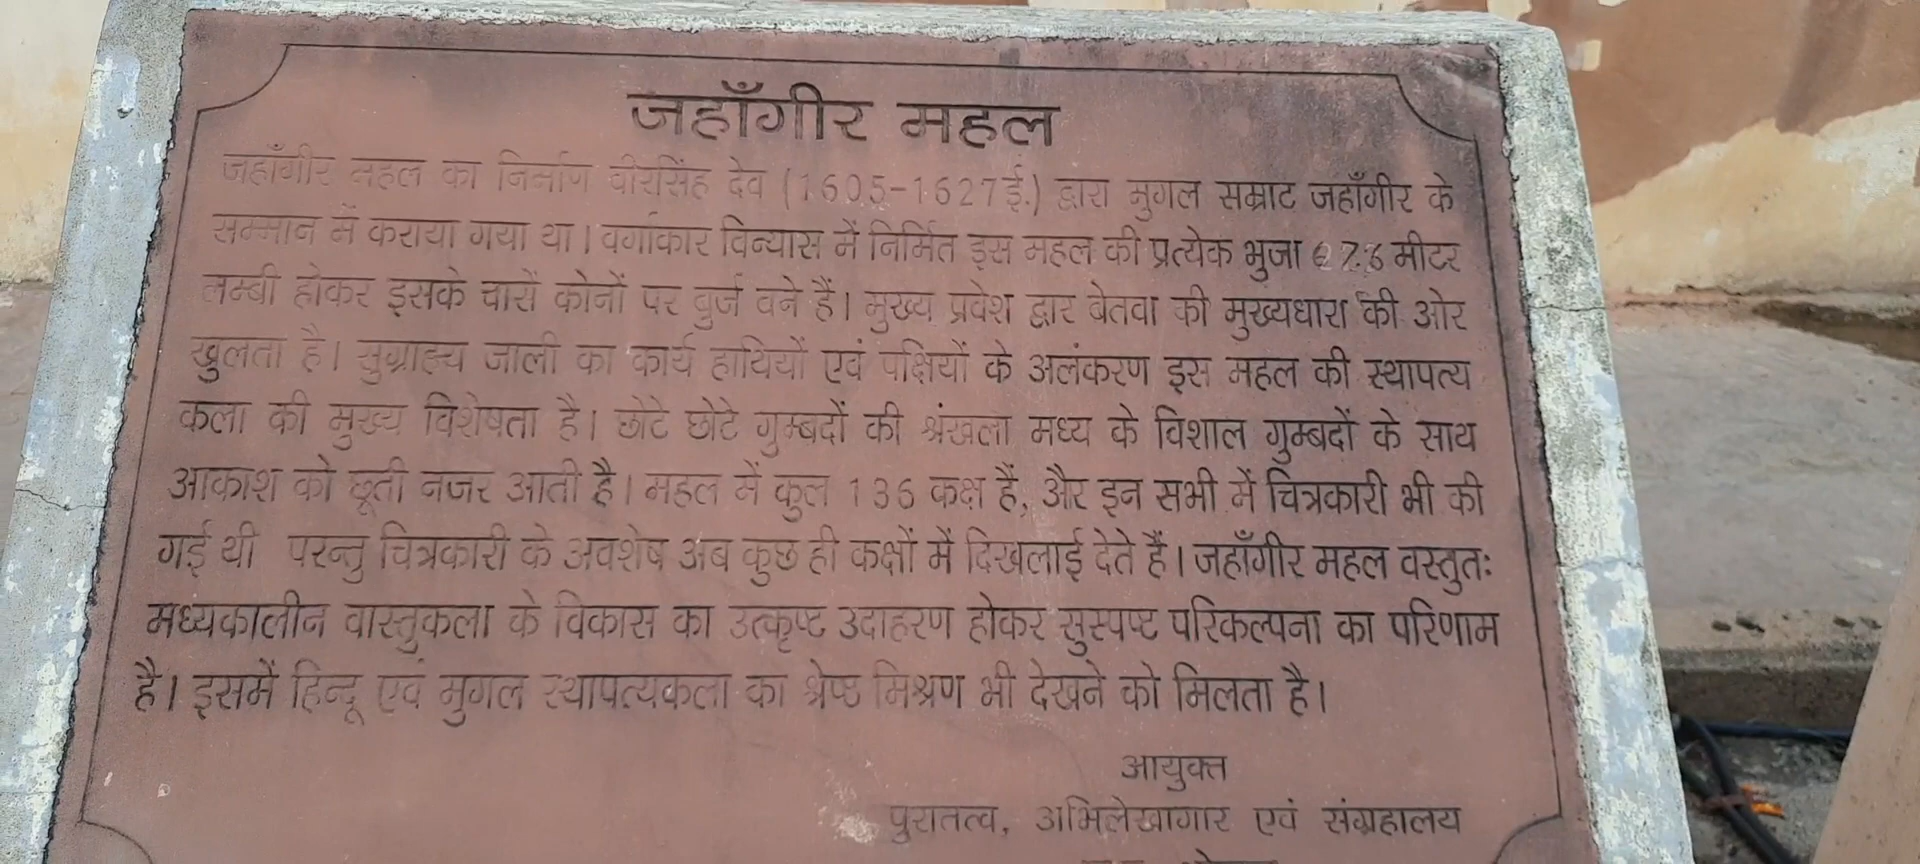 जहाँगीर महल
जहाँगीर महल का निर्माण वीरसिंह देव (1605-1627ई.) द्वारा मुगल सम्राट जहाँगीर के
सम्मान में कराया गया था। वर्गाकार विन्यास में निर्मित इस महल की प्रत्येक भुजा मीटर
लम्बी होकर इसके चारों कोनों पर बुर्ज बने हैं। मुख्य प्रवेश द्वार बेतवा की मुख्यधारा की ओर
खुलता है। सुग्राह्य जाली का कार्य हाथियों एवं पक्षियों के अलंकरण इस महल की स्थापत्य
कला की मुख्य विशेषता है। छोटे छोटे गुम्बदों की श्रंखला मध्य के विशाल गुम्बदों के साथ
आकाश को छूती नजर आती है। महल में कुल 136 कक्ष हैं, और इन सभी में चित्रकारी भी की
गई थी परन्तु चित्रकारी के अवशेष अब कुछ ही कक्षों में दिखलाई देते हैं। जहाँगीर महल वस्तुतः
मध्यकालीन वास्तुकला के विकास का उत्कृष्ट उदाहरण होकर सुस्पष्ट परिकल्पना का परिणाम
है। इसमें हिन्दू एवं मुगल स्थापत्यकला का श्रेष्ठ मिश्रण भी देखने को मिलता है।
आयुक्त
पुरातत्व, अभिलेखागार एवं संग्रहालय